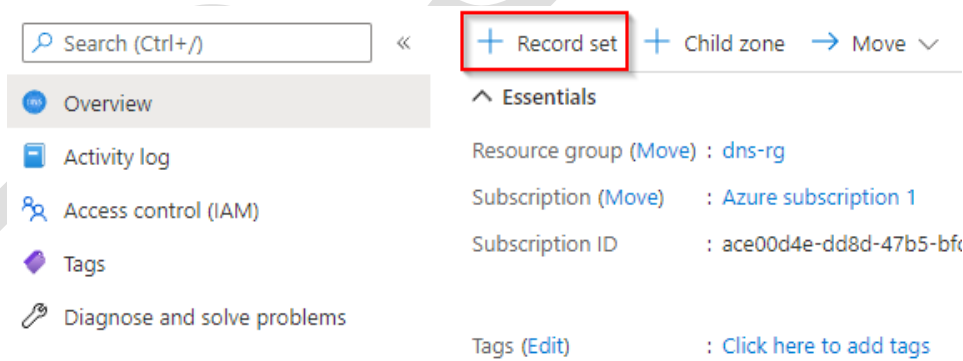 Search (Ctrl+/)
«
Overview
Activity log
Access control (IAM)
Tags
Diagnose and solve problems
+ Record set + Child zone → Move
Essentials
Resource group (Move) : dns-rg
Subscription (Move) : Azure subscription 1
Subscription ID : ace00d4e-dd8d-47b5-bf
Tags (Edit) : Click here to add tags